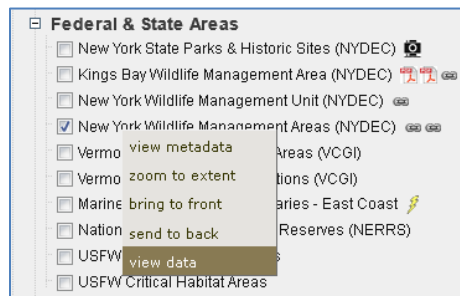 Federal & State Areas
New York State Parks & Historic Sites (NYDEC)
Kings Bay Wildlife Management Area (NYDEC)
New York Wildlife Management Unit (NYDEC)
New York Wildlife Management Areas (NYDEC)
view metadata
Vermo Areas (VCGI)
zoom to extent
Vermo tions (VCGI)
bring to front
Marine aries - East Coast
send to back
Nation Reserves (NERRS)
view data
USFW s
USFW Critical Habitat Areas